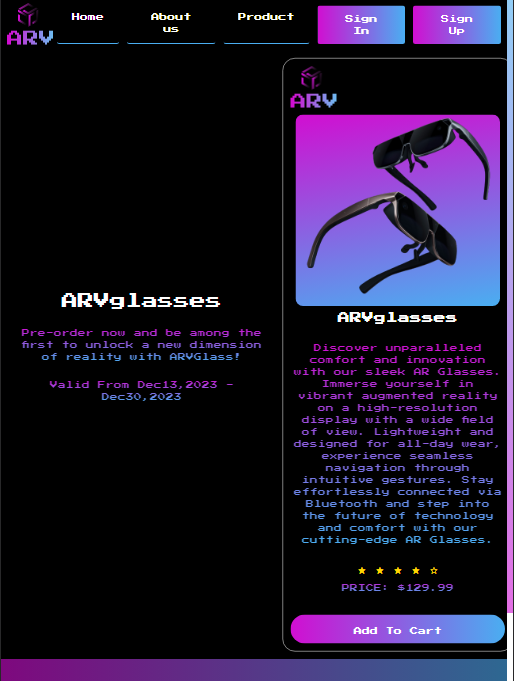 ARV
Home
About
us
Product
Sign
In
Sign
Up
ARVglasses
Pre-order now and be among the
first to unlock a new dimension
of reality with ARVGlass!
Valid From Dec13,2023 -
Dec30,2023
ARV
ARVglasses
Discover unparalleled
comfort and innovation
with our sleek AR Glasses.
Immerse yourself in
vibrant augmented reality
on a high-resolution
display with a wide field
of view. Lightweight and
designed for all-day wear,
experience seamless
navigation through
intuitive gestures. Stay
effortlessly connected via
Bluetooth and step into
the future of technology
and comfort with our
cutting-edge AR Glasses.
PRICE: $129.99
Add To Cart